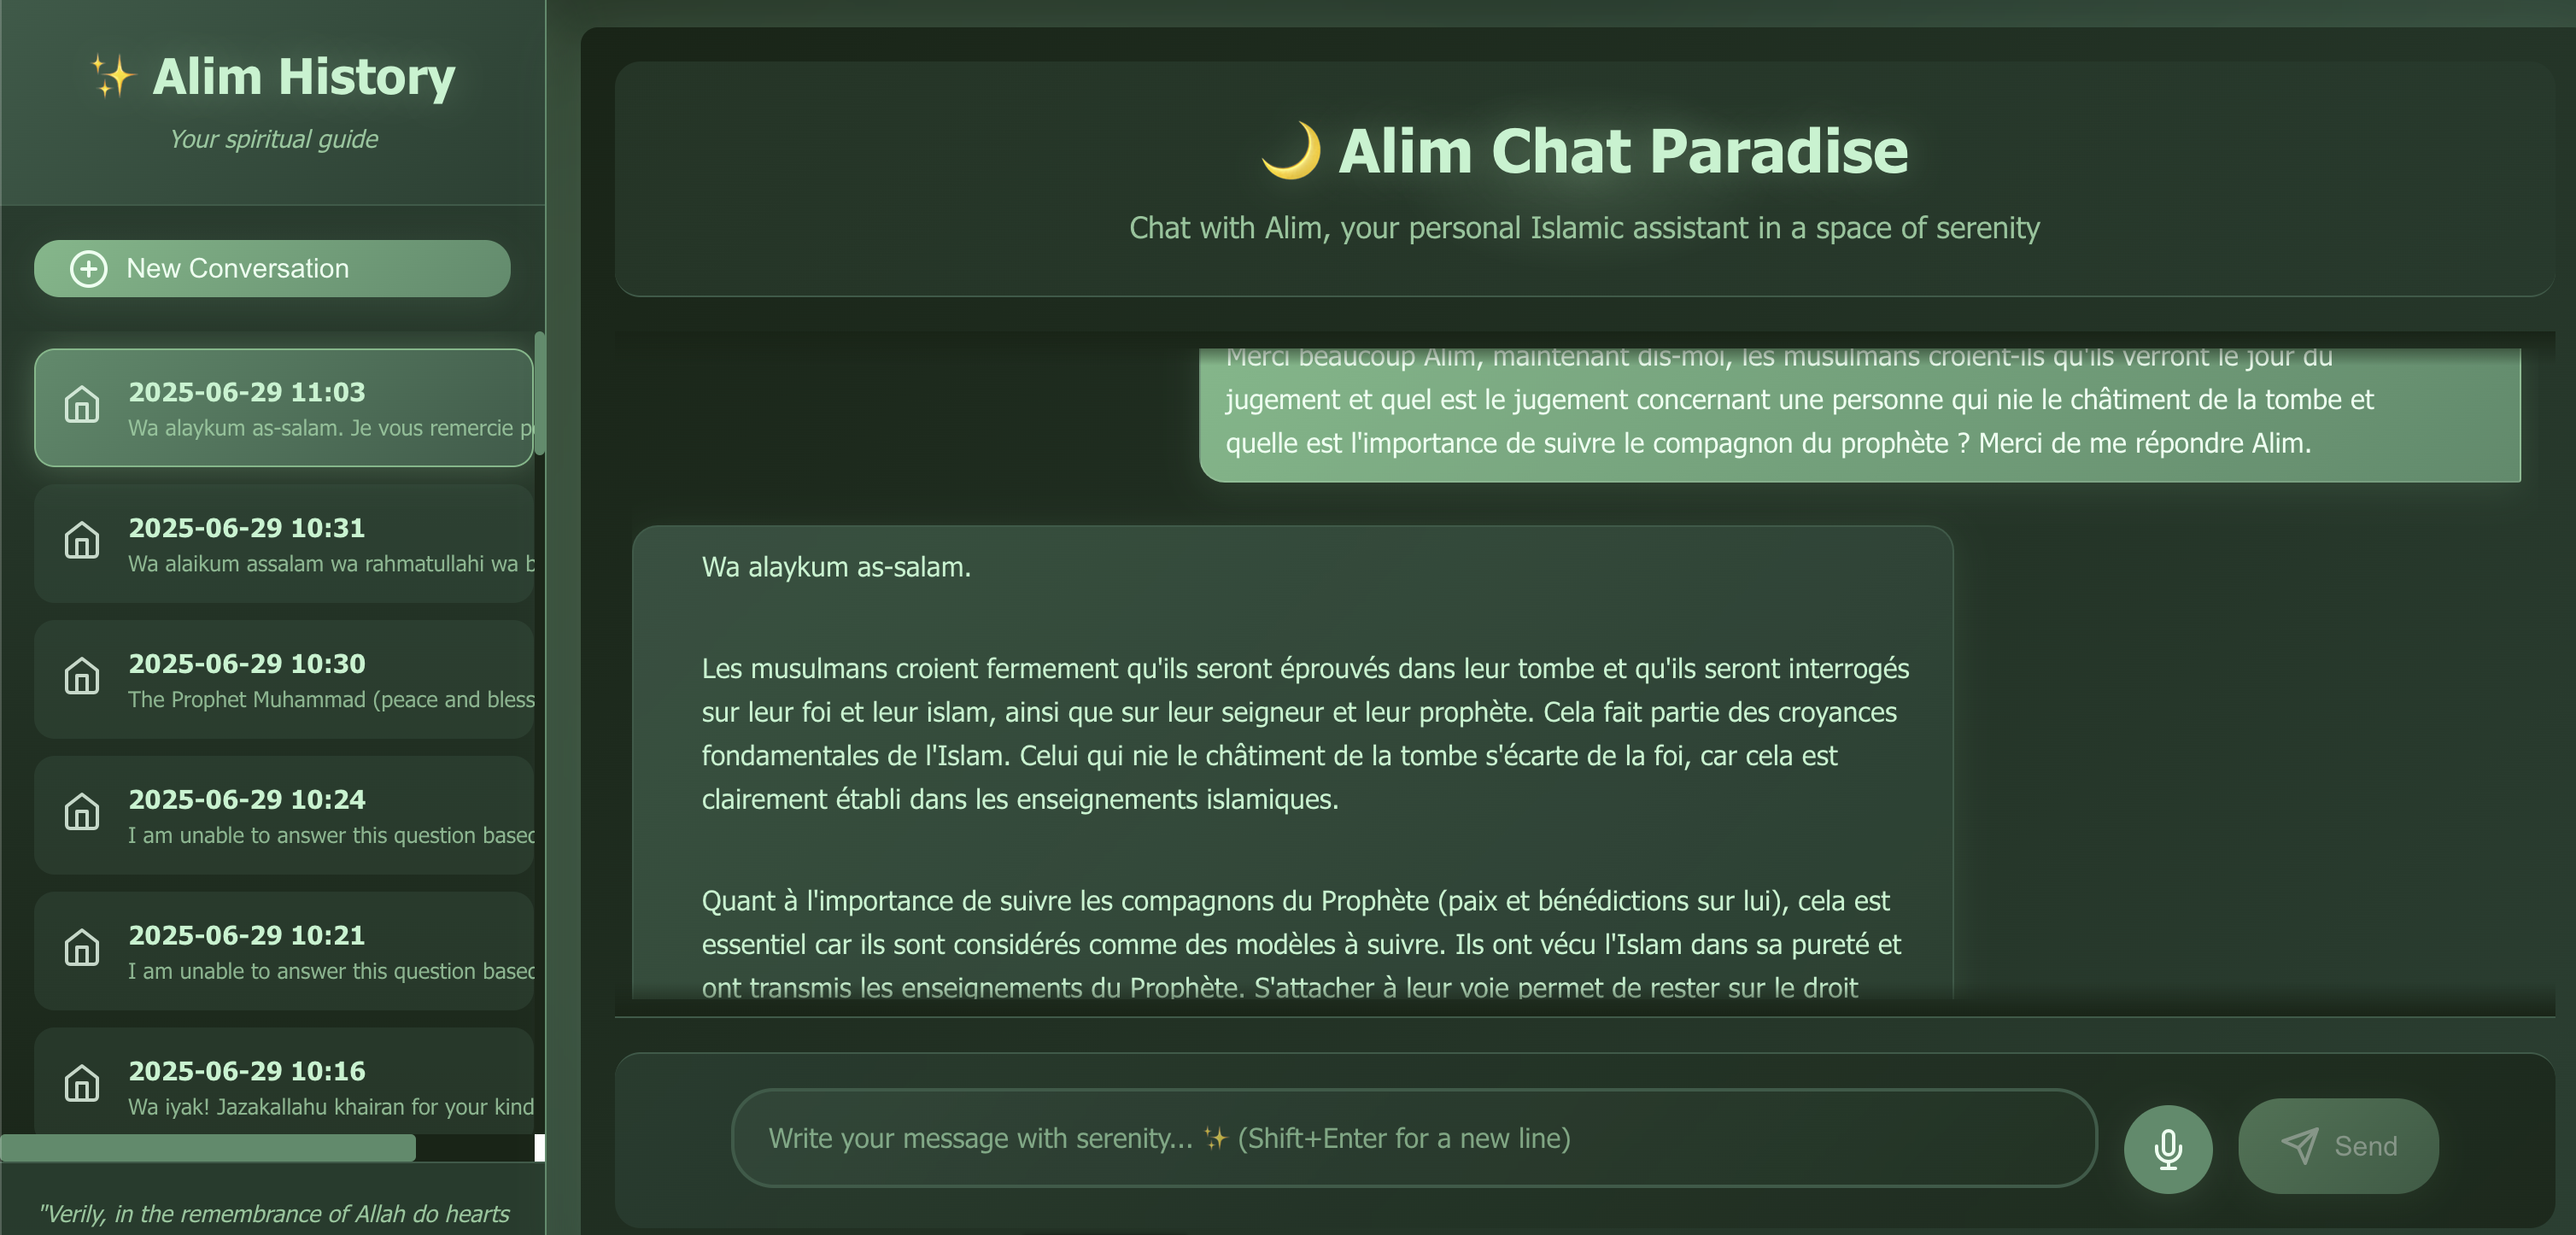 ✨ Alim History
Your spiritual guide
New Conversation
2025-06-29 11:03
Wa alaykum as-salam. Je vous remercie p
2025-06-29 10:31
Wa alaikum assalam wa rahmatullahi wa b
2025-06-29 10:30
The Prophet Muhammad (peace and bless
2025-06-29 10:24
I am unable to answer this question based
2025-06-29 10:21
I am unable to answer this question based
2025-06-29 10:16
Wa iyak! Jazakallahu khairan for your kind
"Verily, in the remembrance of Allah do hearts
🌙 Alim Chat Paradise
Chat with Alim, your personal Islamic assistant in a space of serenity
Merci beaucoup Alim, maintenant dis-moi, les musulmans croient-ils qu'ils verront le jour du
jugement et quel est le jugement concernant une personne qui nie le châtiment de la tombe et
quelle est l'importance de suivre le compagnon du prophète ? Merci de me répondre Alim.
Wa alaykum as-salam.
Les musulmans croient fermement qu'ils seront éprouvés dans leur tombe et qu'ils seront interrogés
sur leur foi et leur islam, ainsi que sur leur seigneur et leur prophète. Cela fait partie des croyances
fondamentales de l'Islam. Celui qui nie le châtiment de la tombe s'écarte de la foi, car cela est
clairement établi dans les enseignements islamiques.
Quant à l'importance de suivre les compagnons du Prophète (paix et bénédictions sur lui), cela est
essentiel car ils sont considérés comme des modèles à suivre. Ils ont vécu l'Islam dans sa pureté et
ont transmis les enseignements du Prophète. S'attacher à leur voie permet de rester sur le droit
Write your message with serenity... ✨ (Shift+Enter for a new line)
Send